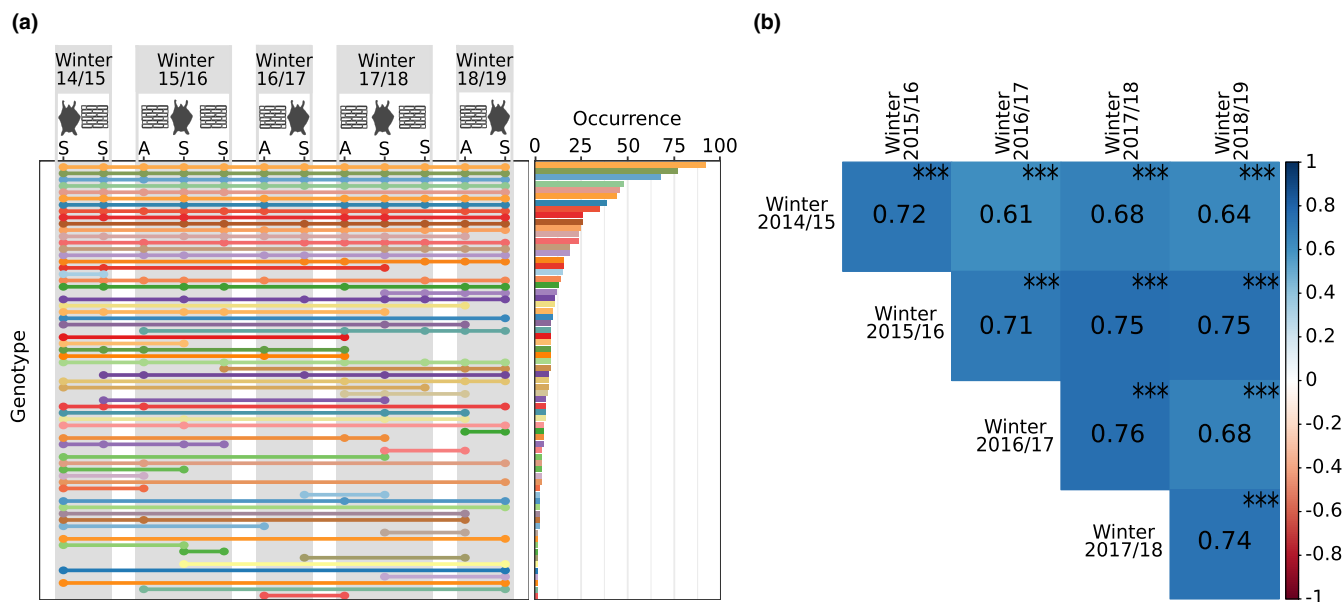 (a)
Winter Winter Winter Winter Winter
14/15 15/16 16/17 17/18 18/19
Occurrence
S S A S S A S A S S A S
0 25 50 75 100
Genotype
(b)
Winter 2015/16
Winter 2016/17
Winter 2017/18
Winter 2018/19
Winter 2014/15
*** *** *** ***
0.72 0.61 0.68 0.64
Winter 2015/16
*** *** ***
0.71 0.75 0.75
Winter 2016/17
*** ***
0.76 0.68
Winter 2017/18
***
0.74
1
0.8
0.6
0.4
0.2
0
-0.2
-0.4
-0.6
-0.8
-1